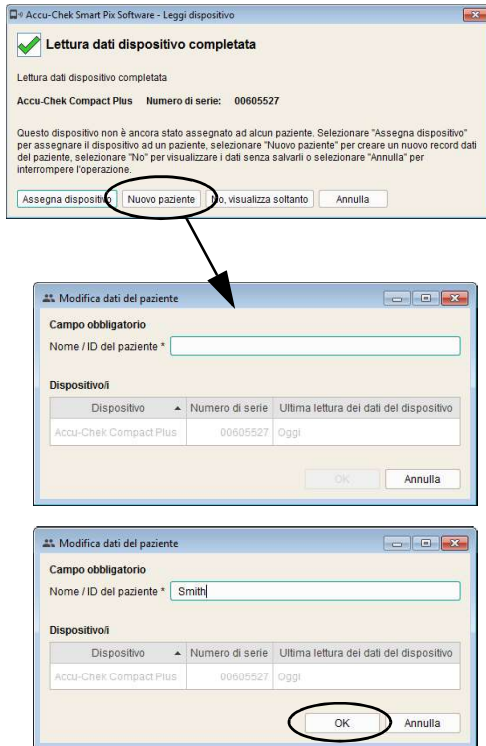 Accu-Chek Smart Pix Software - Leggi dispositivo
Lettura dati dispositivo completata
Lettura dati dispositivo completata
Accu-Chek Compact Plus Numero di serie: 00605527
Questo dispositivo non è ancora stato assegnato ad alcun paziente. Selezionare "Assegna dispositivo"
per assegnare il dispositivo ad un paziente, selezionare "Nuovo paziente" per creare un nuovo record dati
del paziente, selezionare "No" per visualizzare i dati senza salvarli o selezionare "Annulla" per
interrompere l'operazione.
Assegna dispositivo Nuovo paziente No, visualizza soltanto Annulla
Modifica dati del paziente
Campo obbligatorio
Nome / ID del paziente *
Dispositivo/i
Dispositivo Numero di serie Ultima lettura dei dati del dispositivo
Accu-Chek Compact Plus 00605527 Oggi
OK Annulla
Modifica dati del paziente
Campo obbligatorio
Nome / ID del paziente * Smith
Dispositivo/i
Dispositivo Numero di serie Ultima lettura dei dati del dispositivo
Accu-Chek Compact Plus 00605527 Oggi
OK Annulla